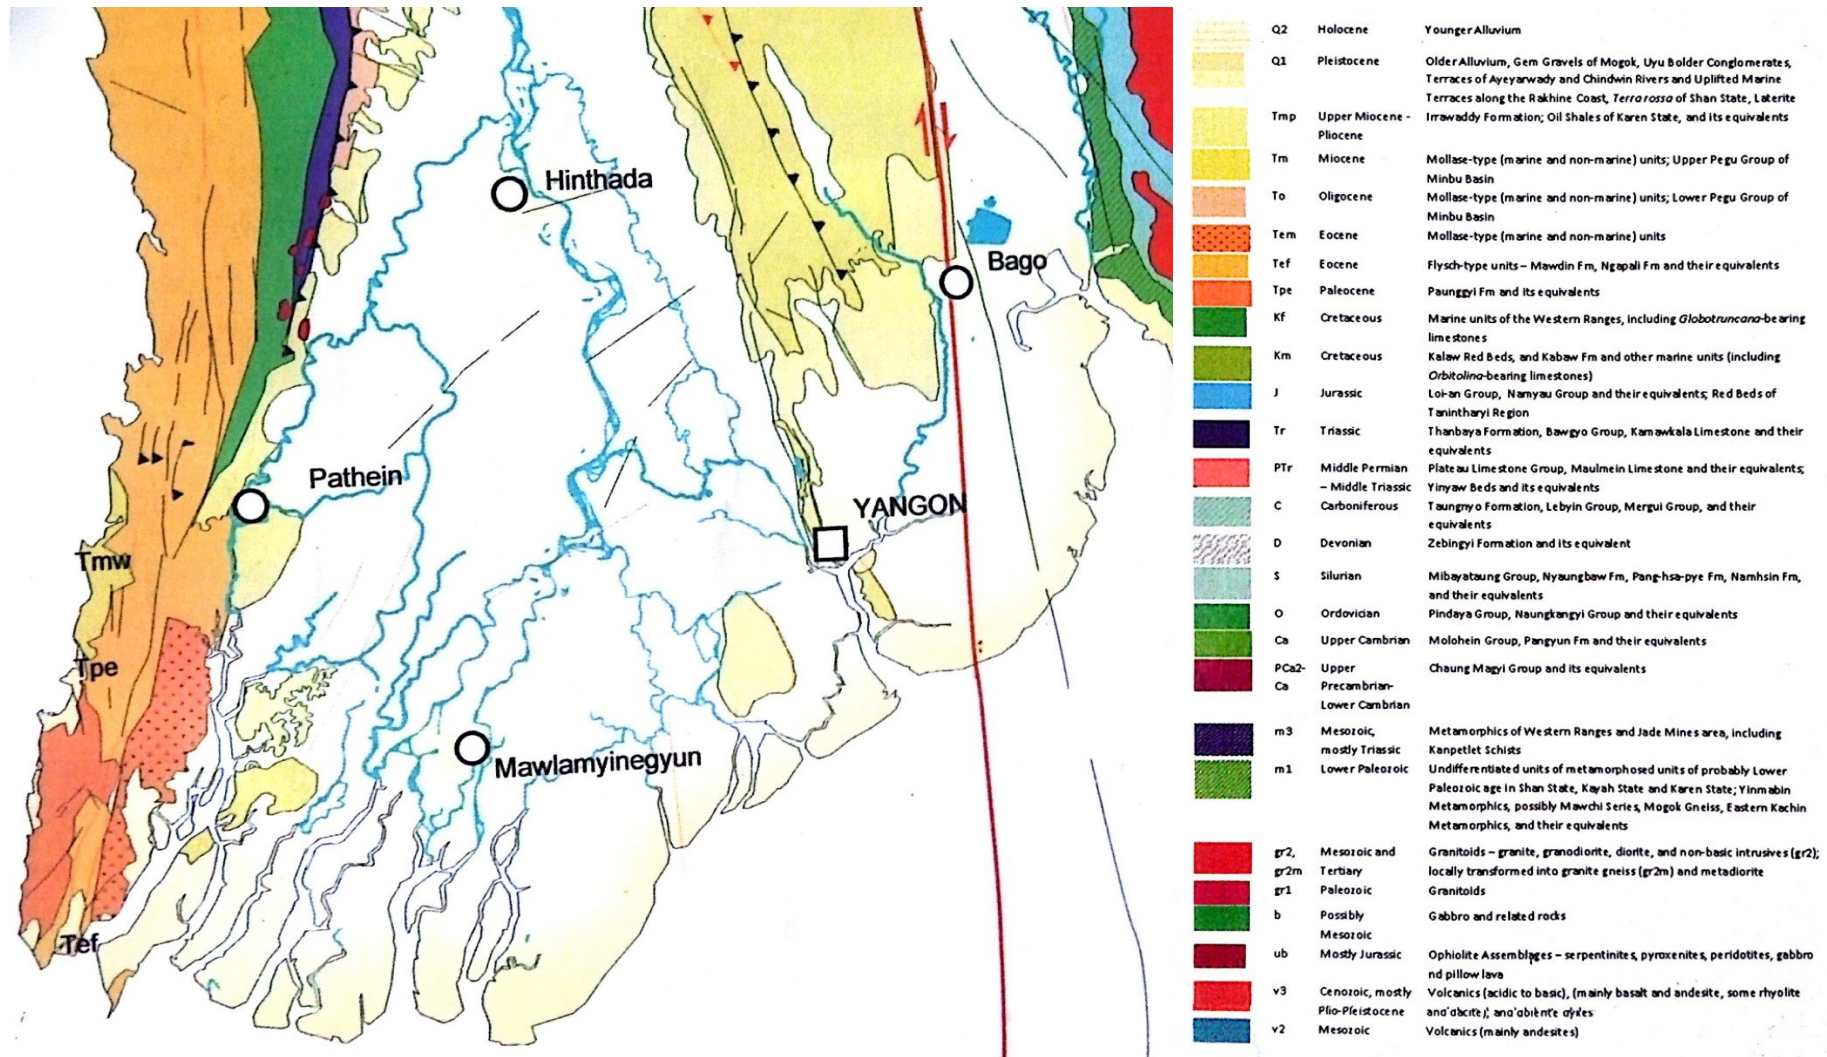 Hinthada
Bago
Pathein
YANGON
Tmw
Tpe
Mawlamyinegyun
Tef
Q2 Holocene Younger Alluvium
Q1 Pleistocene Older Alluvium, Gem Gravels of Mogok, Uyu Bolder Conglomerates,
Terraces of Ayeyarwady and Chindwin Rivers and Uplifted Marine
Terraces along the Rakhine Coast, Terra rossa of Shan State, Laterite
Tmp Upper Miocene - Irrawaddy Formation; Oil Shales of Karen State, and its equivalents
Pliocene
Tm Miocene Mollase-type (marine and non-marine) units; Upper Pegu Group of
Minbu Basin
To Oligocene Mollase-type (marine and non-marine) units; Lower Pegu Group of
Minbu Basin
Tem Eocene Mollase-type (marine and non-marine) units
Tef Eocene Flysch-type units – Mawdin Fm, Ngapali Fm and their equivalents
Tpe Paleocene Paunggyi Fm and its equivalents
Kf Cretaceous Marine units of the Western Ranges, including Globotruncana-bearing
limestones
Km Cretaceous Kalaw Red Beds, and Kabaw Fm and other marine units (including
Orbitolina-bearing limestones)
J Jurassic Loi-an Group, Namyau Group and their equivalents; Red Beds of
Tanintharyi Region
Tr Triassic Thanbaya Formation, Bawgyo Group, Kamawkala Limestone and their
equivalents
PTr Middle Permian Plateau Limestone Group, Maulmein Limestone and their equivalents;
– Middle Triassic Yinyaw Beds and its equivalents
C Carboniferous Taungnyo Formation, Lebyin Group, Mergui Group, and their
equivalents
D Devonian Zebingyi Formation and its equivalent
S Silurian Mibayataung Group, Nyaungbaw Fm, Pang-hsa-pye Fm, Namhsin Fm,
and their equivalents
O Ordovician Pindaya Group, Naungkangyi Group and their equivalents
Ca Upper Cambrian Molohein Group, Pangyun Fm and their equivalents
PCa2- Upper Chaung Magyi Group and its equivalents
Ca Precambrian-
Lower Cambrian
m3 Mesozoic, Metamorphics of Western Ranges and Jade Mines area, including
mostly Triassic Kanpetlet Schists
m1 Lower Paleozoic Undifferentiated units of metamorphosed units of probably Lower
Paleozoic age in Shan State, Kayah State and Karen State; Yinmabin
Metamorphics, possibly Mawchi Series, Mogok Gneiss, Eastern Kachin
Metamorphics, and their equivalents
gr2, Mesozoic and Granitoids – granite, granodiorite, diorite, and non-basic intrusives (gr2);
gr2m Tertiary locally transformed into granite gneiss (gr2m) and metadiorite
gr1 Paleozoic Granitoids
b Possibly Gabbro and related rocks
Mesozoic
ub Mostly Jurassic Ophiolite Assemblages – serpentinites, pyroxenites, peridotites, gabbro
nd pillow lava
v3 Cenozoic, mostly Volcanics (acidic to basic), (mainly basalt and andesite, some rhyolite
Plio-Pleistocene
v2 Mesozoic Volcanics (mainly andesites)